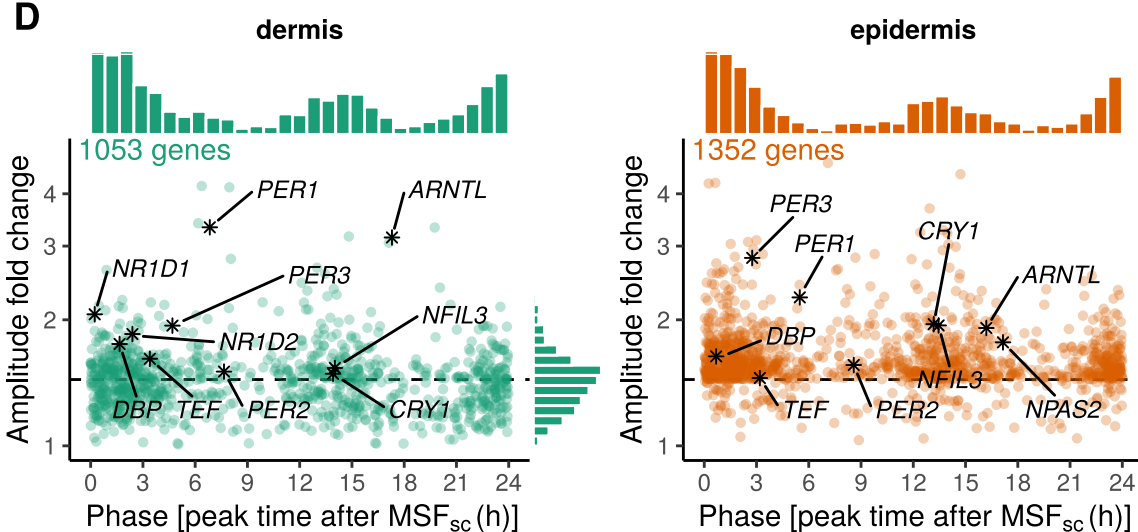 D
dermis
1053 genes
Amplitude fold change
4
3
2
1
PER1
ARNTL
NR1D1
PER3
NFIL3
NR1D2
DBP
TEF
PER2
CRY1
0 3 6 9 12 15 18 21 24
Phase [peak time after MSFsc (h)]
epidermis
1352 genes
Amplitude fold change
4
3
2
1
PER3
PER1
CRY1
ARNTL
DBP
NFIL3
TEF
PER2
NPAS2
0 3 6 9 12 15 18 21 24
Phase [peak time after MSFsc (h)]